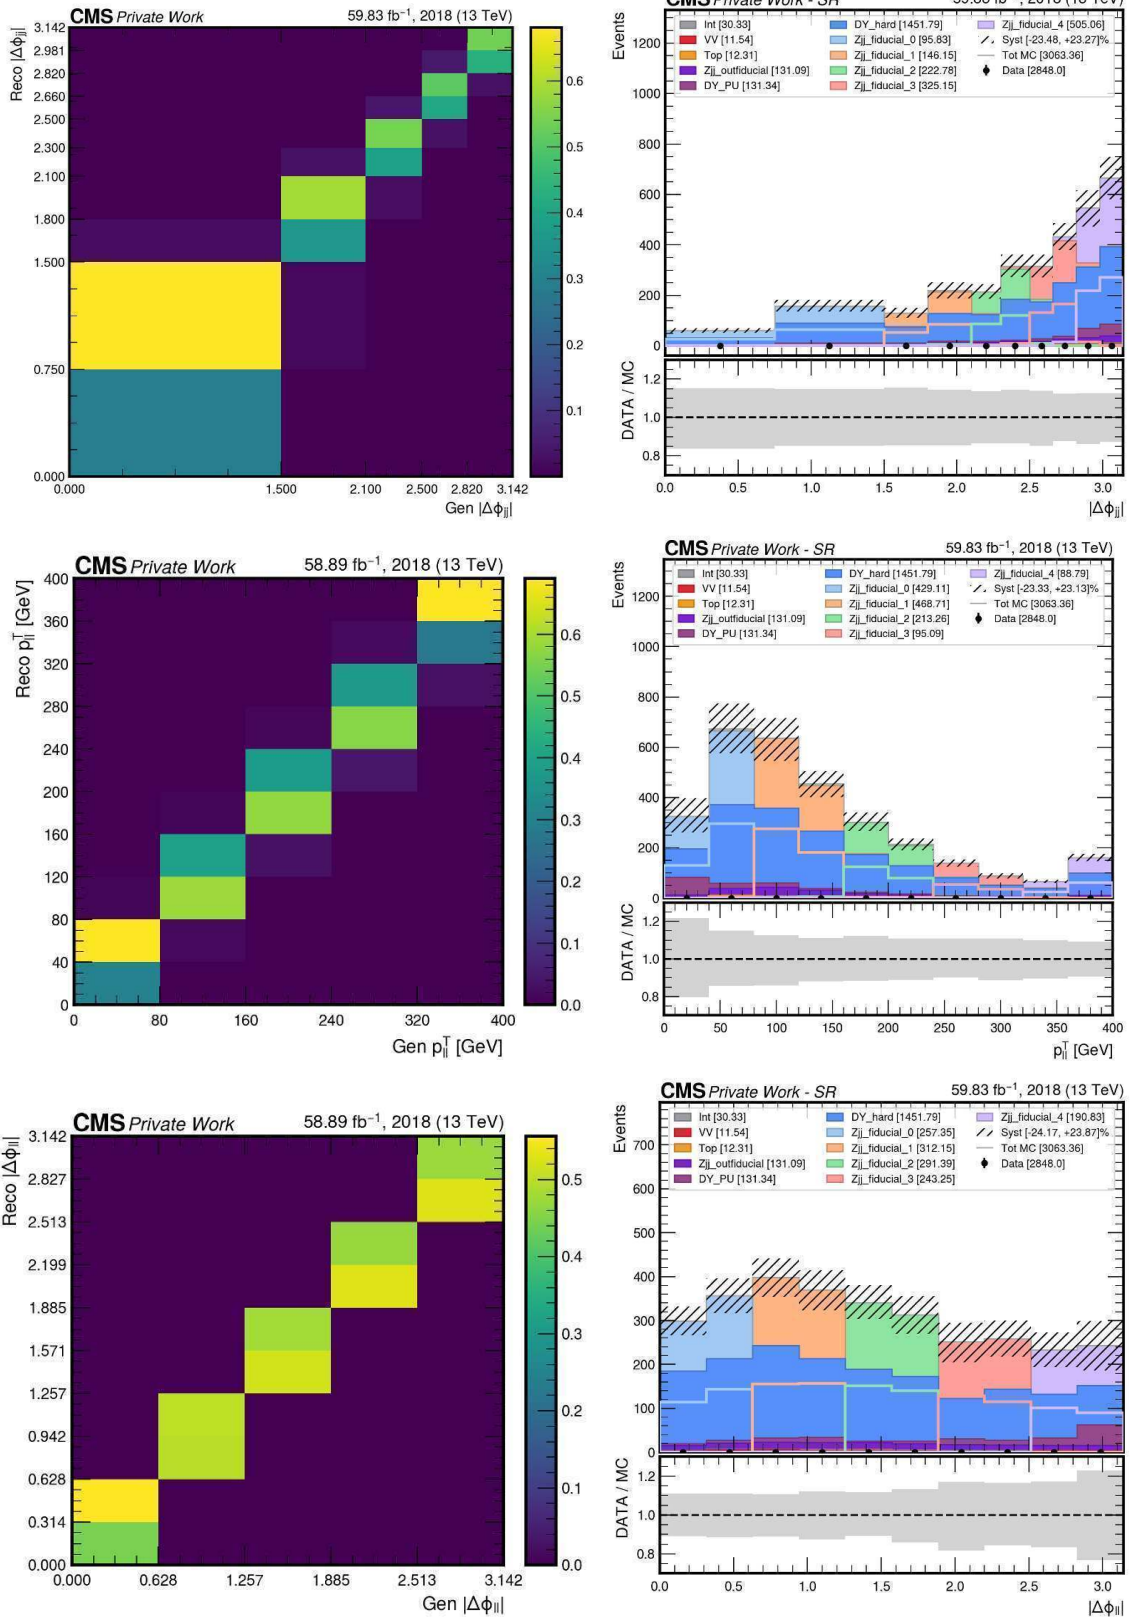 CMS Private Work 59.83 fb⁻¹, 2018 (13 TeV)
Reco |Δϕjj|
3.142
2.981
2.820
2.660
2.500
2.300
2.100
1.800
1.500
0.750
0.000
0.000 1.500 2.100 2.500 2.820 3.142
Gen |Δϕjj|
0.6
0.5
0.4
0.3
0.2
0.1
CMS Private Work - SR 59.83 fb⁻¹, 2018 (13 TeV)
Events
Int [30.33]
VV [11.54]
Top [12.31]
Zjj_outfiducial [131.09]
DY_PU [131.34]
DY_hard [1451.79]
Zjj_fiducial_0 [95.83]
Zjj_fiducial_1 [146.15]
Zjj_fiducial_2 [222.78]
Zjj_fiducial_3 [325.15]
Zjj_fiducial_4 [505.06]
Syst [-23.48, +23.27]%
Tot MC [3063.36]
Data [2848.0]
1200
1000
800
600
400
200
0
DATA / MC
1.2
1.0
0.8
0.0 0.5 1.0 1.5 2.0 2.5 3.0
|Δϕjj|
CMS Private Work 58.89 fb⁻¹, 2018 (13 TeV)
Reco pᵀll [GeV]
400
360
320
280
240
200
160
120
80
40
0
0 80 160 240 320 400
Gen pᵀll [GeV]
0.6
0.5
0.4
0.3
0.2
0.1
0.0
CMS Private Work - SR 59.83 fb⁻¹, 2018 (13 TeV)
Events
Int [30.33]
VV [11.54]
Top [12.31]
Zjj_outfiducial [131.09]
DY_PU [131.34]
DY_hard [1451.79]
Zjj_fiducial_0 [429.11]
Zjj_fiducial_1 [468.71]
Zjj_fiducial_2 [213.26]
Zjj_fiducial_3 [95.09]
Zjj_fiducial_4 [88.79]
Syst [-23.33, +23.13]%
Tot MC [3063.36]
Data [2848.0]
1200
1000
800
600
400
200
0
DATA / MC
1.2
1.0
0.8
0 50 100 150 200 250 300 350 400
pᵀll [GeV]
CMS Private Work 58.89 fb⁻¹, 2018 (13 TeV)
Reco |Δϕll|
3.142
2.827
2.513
2.199
1.885
1.571
1.257
0.942
0.628
0.314
0.000
0.000 0.628 1.257 1.885 2.513 3.142
Gen |Δϕll|
0.5
0.4
0.3
0.2
0.1
0.0
CMS Private Work - SR 59.83 fb⁻¹, 2018 (13 TeV)
Events
Int [30.33]
VV [11.54]
Top [12.31]
Zjj_outfiducial [131.09]
DY_PU [131.34]
DY_hard [1451.79]
Zjj_fiducial_0 [257.35]
Zjj_fiducial_1 [312.15]
Zjj_fiducial_2 [291.39]
Zjj_fiducial_3 [243.25]
Zjj_fiducial_4 [190.83]
Syst [-24.17, +23.87]%
Tot MC [3063.36]
Data [2848.0]
700
600
500
400
300
200
100
0
DATA / MC
1.2
1.0
0.8
0.0 0.5 1.0 1.5 2.0 2.5 3.0
|Δϕll|